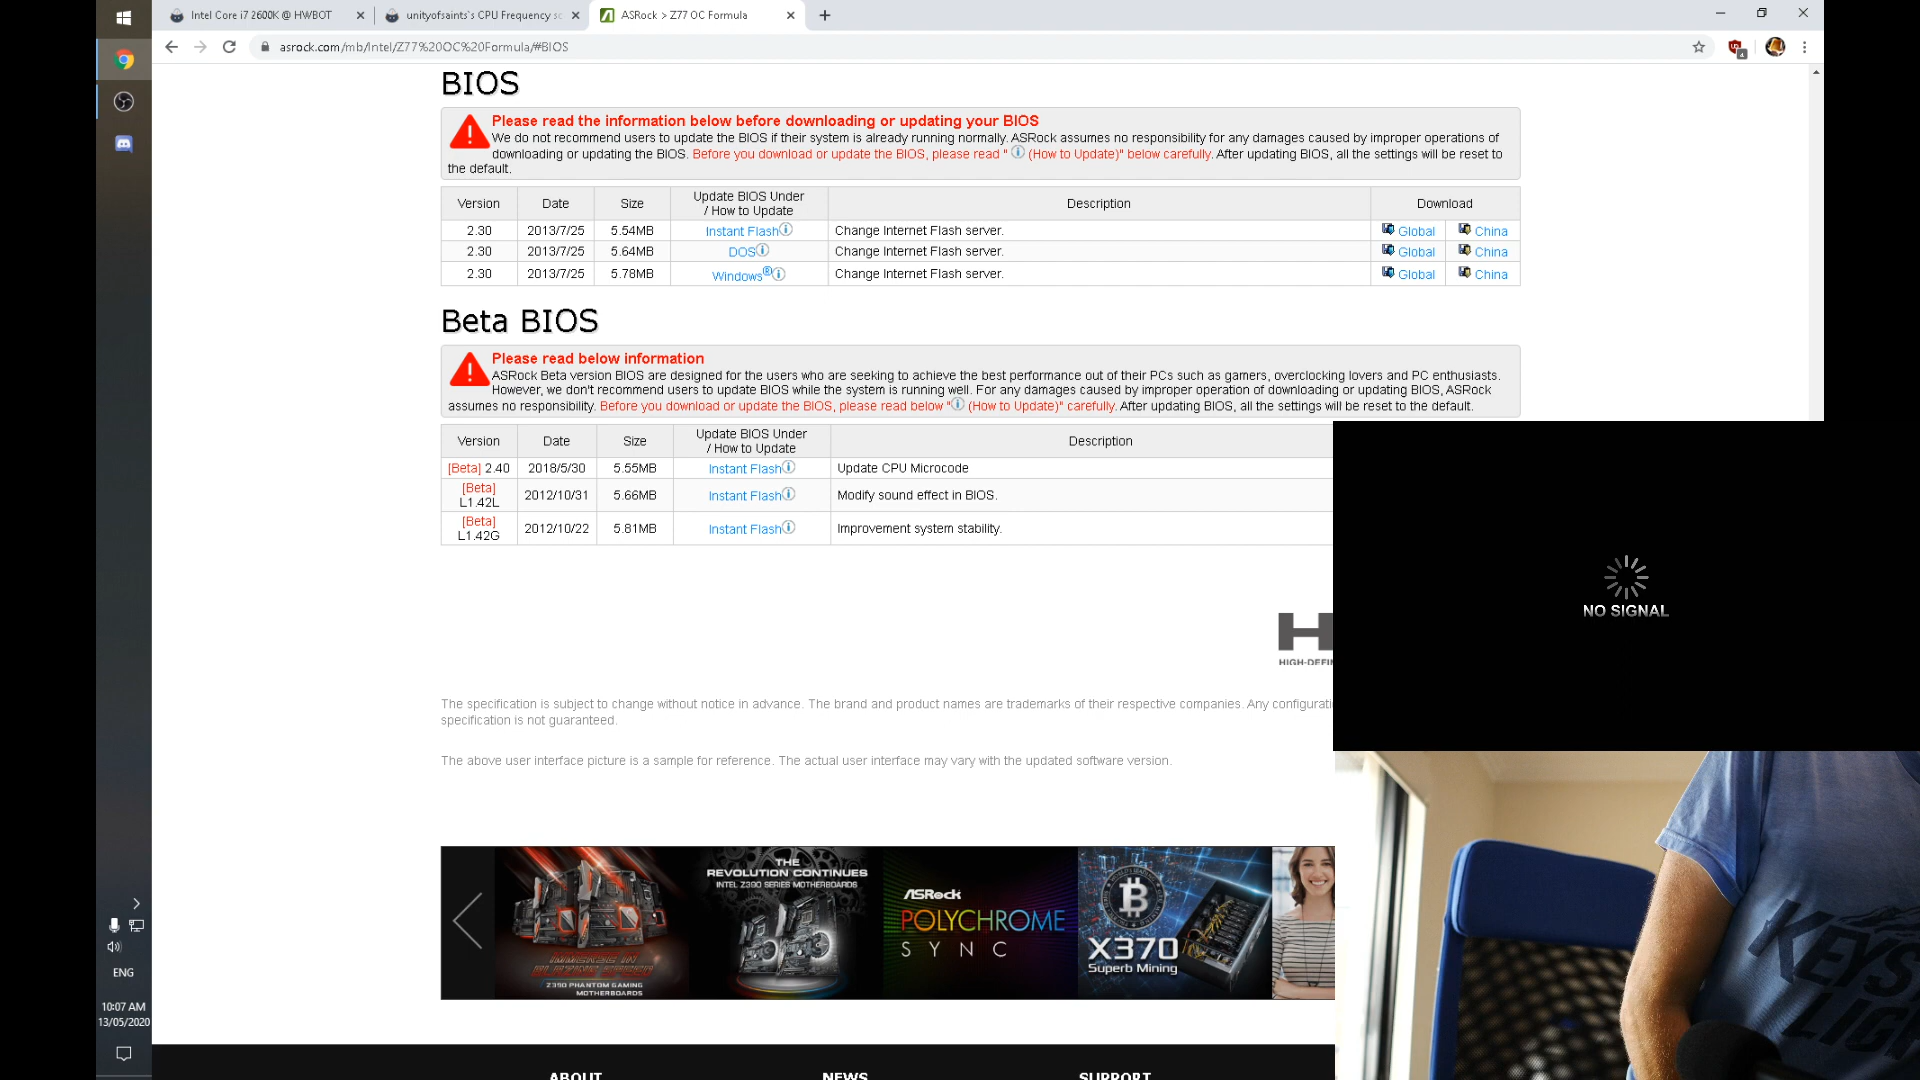 Intel Core i7 2600K @ HWBOT
unityofsaints's CPU Frequency sc
ASRock > Z77 OC Formula
asrock.com/mb/Intel/Z77%20OC%20Formula/#BIOS
BIOS
Please read the information below before downloading or updating your BIOS
We do not recommend users to update the BIOS if their system is already running normally. ASRock assumes no responsibility for any damages caused by improper operations of
downloading or updating the BIOS. Before you download or update the BIOS, please read " (How to Update)" below carefully. After updating BIOS, all the settings will be reset to
the default.
Version Date Size Update BIOS Under / How to Update Description Download
2.30 2013/7/25 5.54MB Instant Flash Change Internet Flash server. Global China
2.30 2013/7/25 5.64MB DOS Change Internet Flash server. Global China
2.30 2013/7/25 5.78MB Windows® Change Internet Flash server. Global China
Beta BIOS
Please read below information
ASRock Beta version BIOS are designed for the users who are seeking to achieve the best performance out of their PCs such as gamers, overclocking lovers and PC enthusiasts.
However, we don't recommend users to update BIOS while the system is running well. For any damages caused by improper operation of downloading or updating BIOS, ASRock
assumes no responsibility. Before you download or update the BIOS, please read below " (How to Update)" carefully. After updating BIOS, all the settings will be reset to the default.
Version Date Size Update BIOS Under / How to Update Description
[Beta] 2.40 2018/5/30 5.55MB Instant Flash Update CPU Microcode
[Beta] L1.42L 2012/10/31 5.66MB Instant Flash Modify sound effect in BIOS.
[Beta] L1.42G 2012/10/22 5.81MB Instant Flash Improvement system stability.
NO SIGNAL
H
HIGH-DEFIN
The specification is subject to change without notice in advance. The brand and product names are trademarks of their respective companies. Any configurati
specification is not guaranteed.
The above user interface picture is a sample for reference. The actual user interface may vary with the updated software version.
Z390 PHANTOM GAMING
MOTHERBOARDS
THE
REVOLUTION CONTINUES
INTEL Z390 SERIES MOTHERBOARDS
ASRock
POLYCHROME
SYNC
X370
Superb Mining
KEYS
LIG
ENG
10:07 AM
13/05/2020
ABOUT NEWS SUPPORT